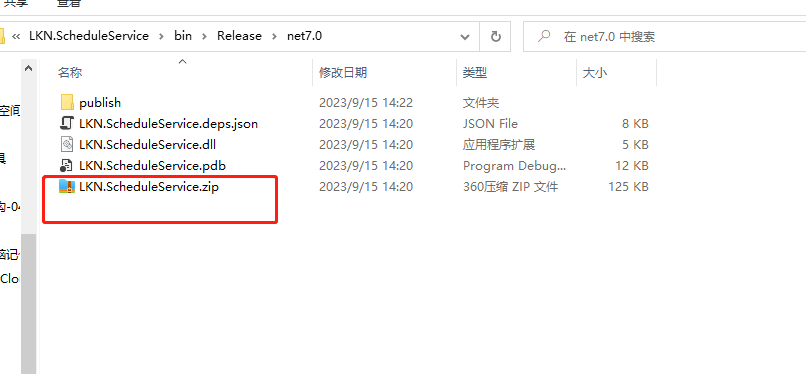 共享 查看
« LKN.ScheduleService > bin > Release > net7.0
在 net7.0 中搜索
名称 修改日期 类型 大小
publish 2023/9/15 14:22 文件夹
LKN.ScheduleService.deps.json 2023/9/15 14:20 JSON File 8 KB
LKN.ScheduleService.dll 2023/9/15 14:20 应用程序扩展 5 KB
LKN.ScheduleService.pdb 2023/9/15 14:20 Program Debug... 12 KB
LKN.ScheduleService.zip 2023/9/15 14:20 360压缩 ZIP 文件 125 KB
空间
具
-04
Clo